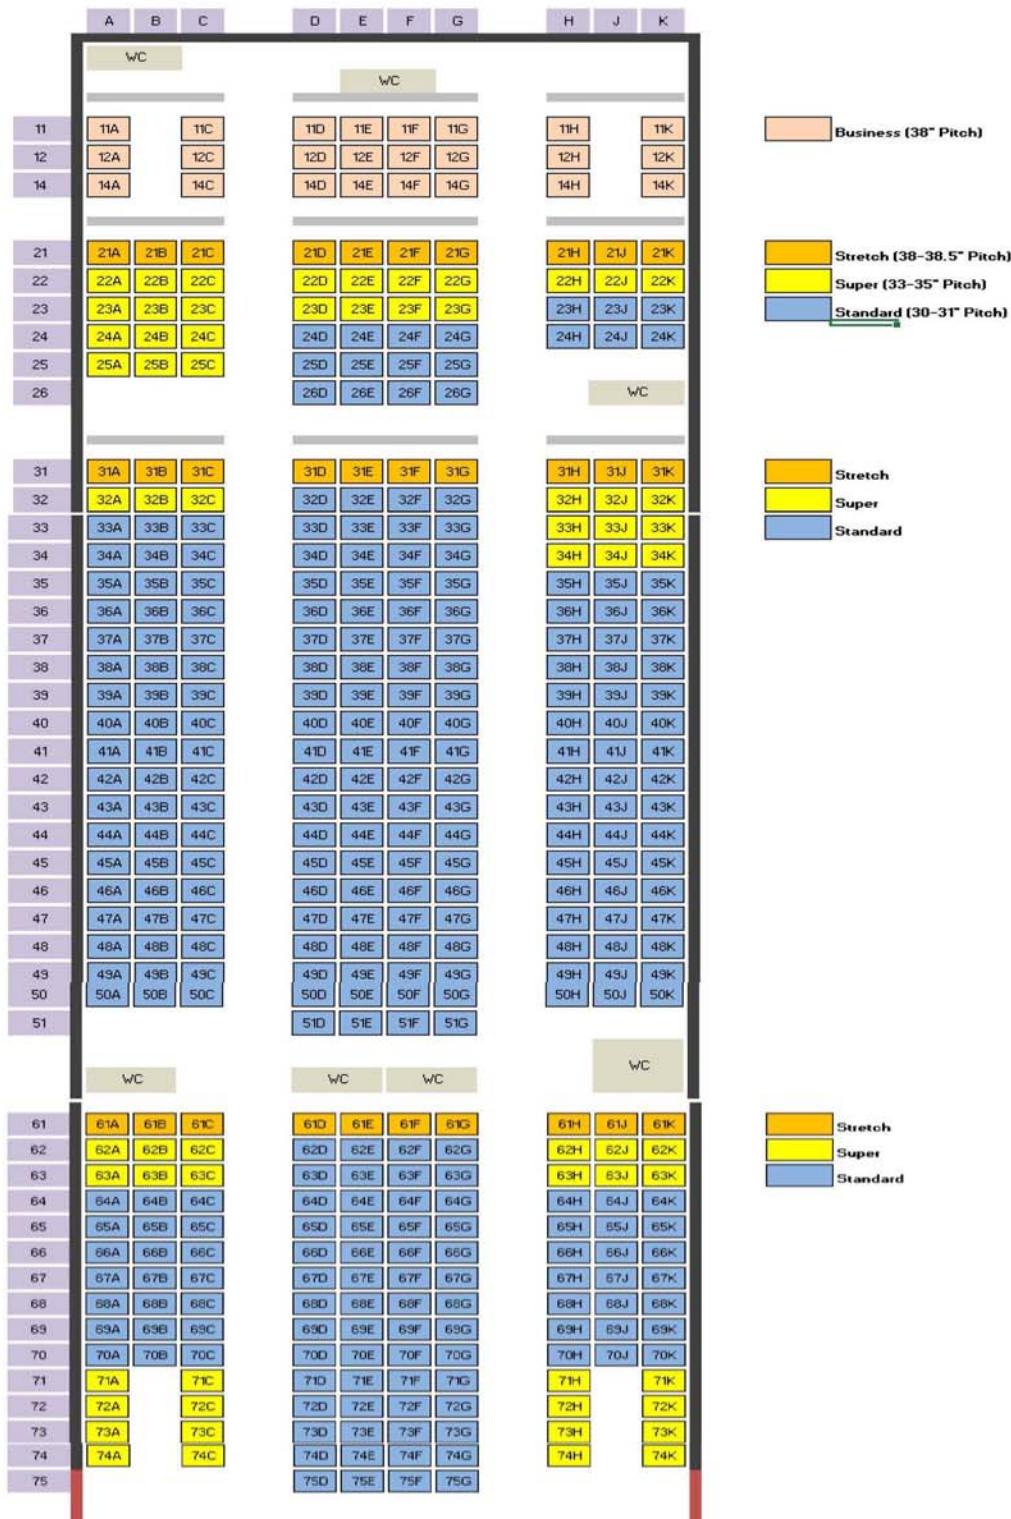 A B C D E F G H J K
WC
WC
11 11A 11C 11D 11E 11F 11G 11H 11K Business (38" Pitch)
12 12A 12C 12D 12E 12F 12G 12H 12K
14 14A 14C 14D 14E 14F 14G 14H 14K
21 21A 21B 21C 21D 21E 21F 21G 21H 21J 21K Stretch (38-38.5" Pitch)
22 22A 22B 22C 22D 22E 22F 22G 22H 22J 22K Super (33-35" Pitch)
23 23A 23B 23C 23D 23E 23F 23G 23H 23J 23K Standard (30-31" Pitch)
24 24A 24B 24C 24D 24E 24F 24G 24H 24J 24K
25 25A 25B 25C 25D 25E 25F 25G
26 26D 26E 26F 26G WC
31 31A 31B 31C 31D 31E 31F 31G 31H 31J 31K Stretch
32 32A 32B 32C 32D 32E 32F 32G 32H 32J 32K Super
33 33A 33B 33C 33D 33E 33F 33G 33H 33J 33K Standard
34 34A 34B 34C 34D 34E 34F 34G 34H 34J 34K
35 35A 35B 35C 35D 35E 35F 35G 35H 35J 35K
36 36A 36B 36C 36D 36E 36F 36G 36H 36J 36K
37 37A 37B 37C 37D 37E 37F 37G 37H 37J 37K
38 38A 38B 38C 38D 38E 38F 38G 38H 38J 38K
39 39A 39B 39C 39D 39E 39F 39G 39H 39J 39K
40 40A 40B 40C 40D 40E 40F 40G 40H 40J 40K
41 41A 41B 41C 41D 41E 41F 41G 41H 41J 41K
42 42A 42B 42C 42D 42E 42F 42G 42H 42J 42K
43 43A 43B 43C 43D 43E 43F 43G 43H 43J 43K
44 44A 44B 44C 44D 44E 44F 44G 44H 44J 44K
45 45A 45B 45C 45D 45E 45F 45G 45H 45J 45K
46 46A 46B 46C 46D 46E 46F 46G 46H 46J 46K
47 47A 47B 47C 47D 47E 47F 47G 47H 47J 47K
48 48A 48B 48C 48D 48E 48F 48G 48H 48J 48K
49 49A 49B 49C 49D 49E 49F 49G 49H 49J 49K
50 50A 50B 50C 50D 50E 50F 50G 50H 50J 50K
51 51D 51E 51F 51G
WC WC WC WC
61 61A 61B 61C 61D 61E 61F 61G 61H 61J 61K Stretch
62 62A 62B 62C 62D 62E 62F 62G 62H 62J 62K Super
63 63A 63B 63C 63D 63E 63F 63G 63H 63J 63K Standard
64 64A 64B 64C 64D 64E 64F 64G 64H 64J 64K
65 65A 65B 65C 65D 65E 65F 65G 65H 65J 65K
66 66A 66B 66C 66D 66E 66F 66G 66H 66J 66K
67 67A 67B 67C 67D 67E 67F 67G 67H 67J 67K
68 68A 68B 68C 68D 68E 68F 68G 68H 68J 68K
69 69A 69B 69C 69D 69E 69F 69G 69H 69J 69K
70 70A 70B 70C 70D 70E 70F 70G 70H 70J 70K
71 71A 71C 71D 71E 71F 71G 71H 71K
72 72A 72C 72D 72E 72F 72G 72H 72K
73 73A 73C 73D 73E 73F 73G 73H 73K
74 74A 74C 74D 74E 74F 74G 74H 74K
75 75D 75E 75F 75G